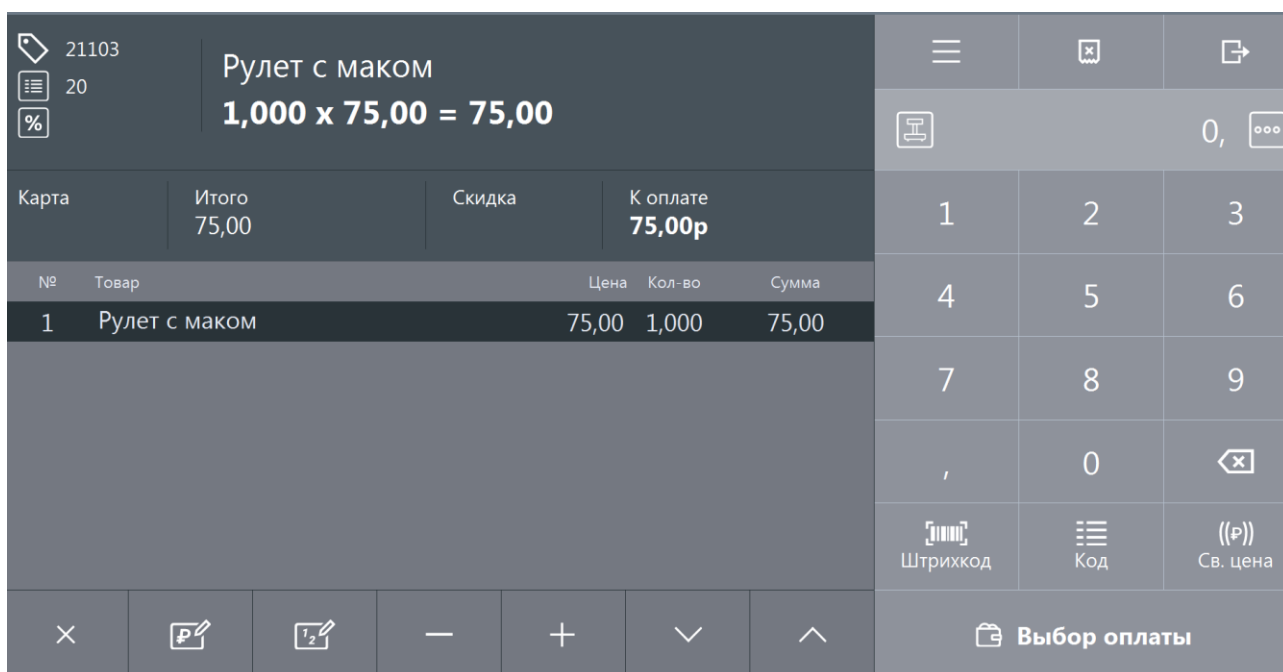 21103
20
%
Рулет с маком
1,000 x 75,00 = 75,00
0,
Карта Итого Скидка К оплате
75,00 75,00р
№ Товар Цена Кол-во Сумма
1 Рулет с маком 75,00 1,000 75,00
1 2 3
4 5 6
7 8 9
, 0
Штрихкод Код ((₽)) Св. цена
₽ 1 2
Выбор оплаты